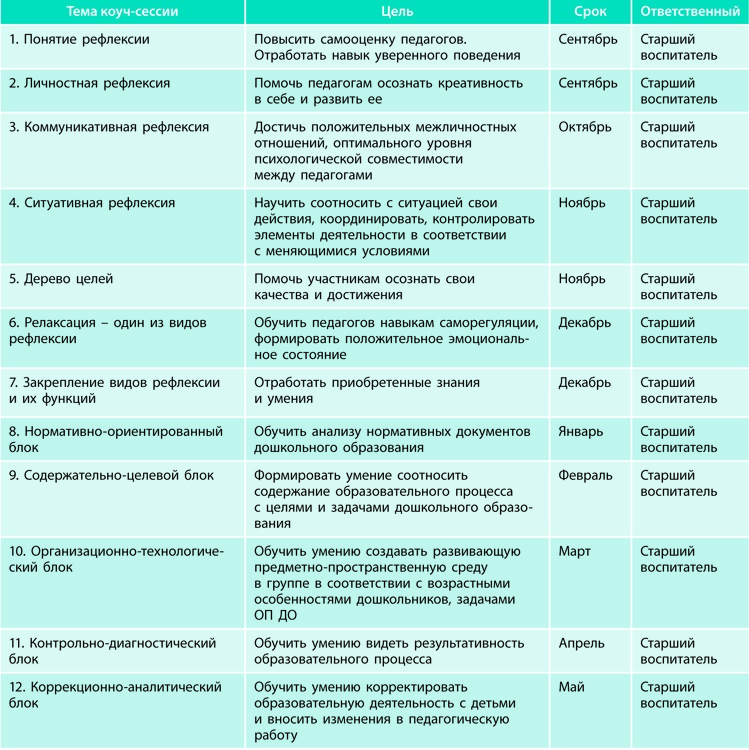 Тема коуч-сессии Цель Срок Ответственный
1. Понятие рефлексии Повысить самооценку педагогов. Сентябрь Старший
Отработать навык уверенного поведения воспитатель
2. Личностная рефлексия Помочь педагогам осознать креативность Сентябрь Старший
в себе и развить ее воспитатель
3. Коммуникативная рефлексия Достичь положительных межличностных Октябрь Старший
отношений, оптимального уровня воспитатель
психологической совместимости
между педагогами
4. Ситуативная рефлексия Научить соотносить с ситуацией свои Ноябрь Старший
действия, координировать, контролировать воспитатель
элементы деятельности в соответствии
с меняющимися условиями
5. Дерево целей Помочь участникам осознать свои Ноябрь Старший
качества и достижения воспитатель
6. Релаксация – один из видов Обучить педагогов навыкам саморегуляции, Декабрь Старший
рефлексии формировать положительное эмоциональ- воспитатель
ное состояние
7. Закрепление видов рефлексии Отработать приобретенные знания Декабрь Старший
и их функций и умения воспитатель
8. Нормативно-ориентированный Обучить анализу нормативных документов Январь Старший
блок дошкольного образования воспитатель
9. Содержательно-целевой блок Формировать умение соотносить Февраль Старший
содержание образовательного процесса воспитатель
с целями и задачами дошкольного образо-
вания
10. Организационно-технологиче- Обучить умению создавать развивающую Март Старший
ский блок предметно-пространственную среду воспитатель
в группе в соответствии с возрастными
особенностями дошкольников, задачами
ОП ДО
11. Контрольно-диагностический Обучить умению видеть результативность Апрель Старший
блок образовательного процесса воспитатель
12. Коррекционно-аналитический Обучить умению корректировать Май Старший
блок образовательную деятельность с детьми воспитатель
и вносить изменения в педагогическую
работу